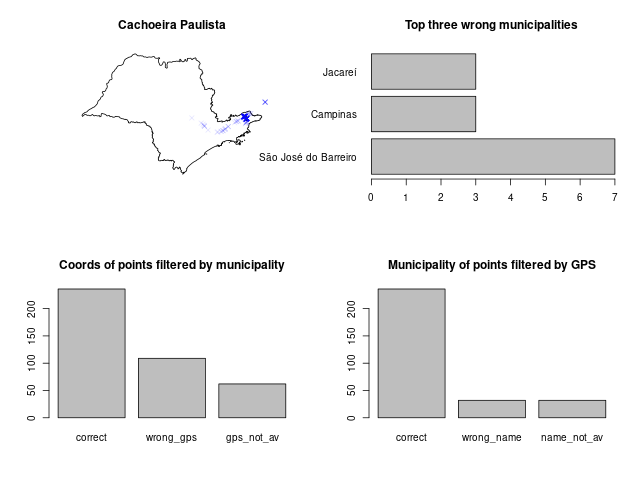 Cachoeira Paulista
Top three wrong municipalities
Jacareí
Campinas
São José do Barreiro
0 1 2 3 4 5 6 7
Coords of points filtered by municipality
0 50 100 150 200
correct wrong_gps gps_not_av
Municipality of points filtered by GPS
0 50 100 150 200
correct wrong_name name_not_av